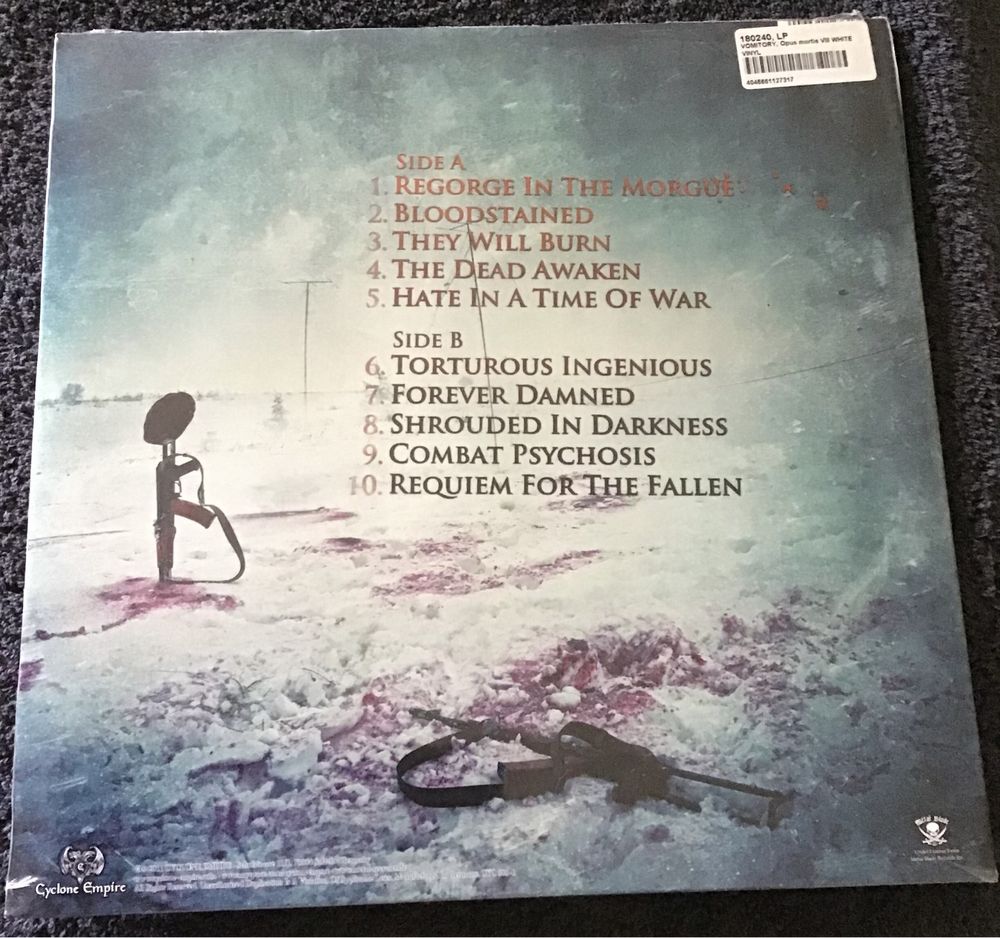 180240, LP
VOMITORY, Opus mortis VIII WHITE
VINYL
SIDE A
1. REGORGE IN THE MORGUE
2. BLOODSTAINED
3. THEY WILL BURN
4. THE DEAD AWAKEN
5. HATE IN A TIME OF WAR
SIDE B
6. TORTUROUS INGENIOUS
7. FOREVER DAMNED
8. SHROUDED IN DARKNESS
9. COMBAT PSYCHOSIS
10. REQUIEM FOR THE FALLEN
Metal Blade
Cyclone Empire